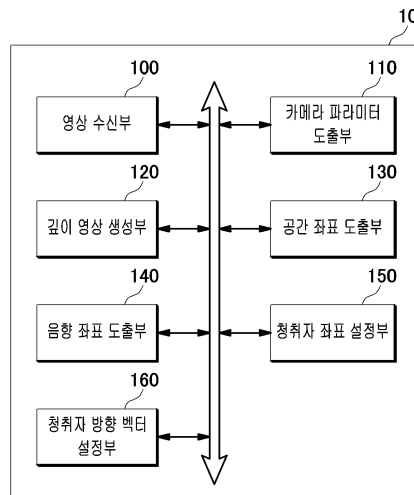 10
100
영상 수신부
110
카메라 파라미터
도출부
120
깊이 영상 생성부
130
공간 좌표 도출부
140
음향 좌표 도출부
150
청취자 좌표 설정부
160
청취자 방향 벡터
설정부